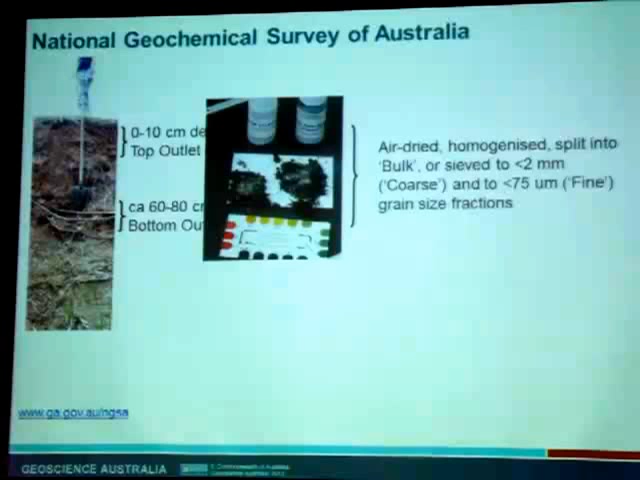 National Geochemical Survey of Australia
0-10 cm de
Top Outlet
ca 60-80 c
Bottom Ou
Air-dried, homogenised, split into
'Bulk', or sieved to <2 mm
('Coarse') and to <75 um ('Fine')
grain size fractions
www.ga.gov.au/ngsa
GEOSCIENCE AUSTRALIA